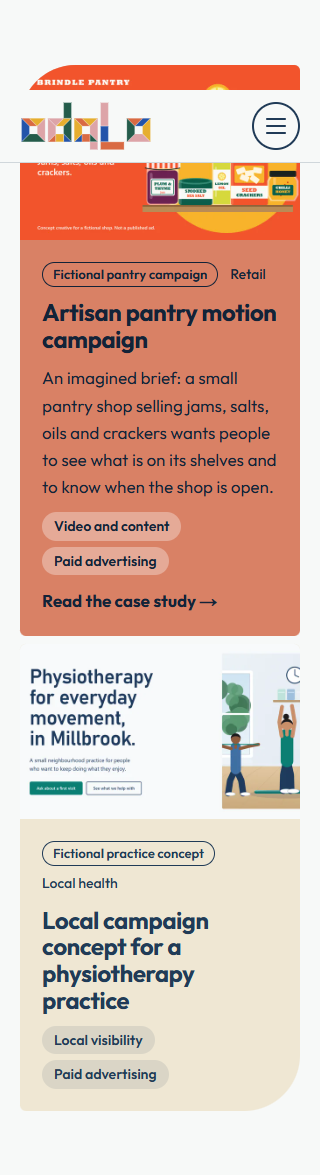 BRINDLE PANTRY
odalo
jams, salts, oils and
crackers.
PLUM & THYME
SMOKED SEA SALT
LEMON OIL
SEED CRACKERS
Concept creative for a fictional shop. Not a published ad.
Fictional pantry campaign
Retail
Artisan pantry motion
campaign
An imagined brief: a small
pantry shop selling jams, salts,
oils and crackers wants people
to see what is on its shelves and
to know when the shop is open.
Video and content
Paid advertising
Read the case study →
Physiotherapy
for everyday
movement,
in Millbrook.
A small neighbourhood practice for people
who want to keep doing what they enjoy.
Ask about a first visit
See what we help with
Fictional practice concept
Local health
Local campaign
concept for a
physiotherapy
practice
Local visibility
Paid advertising